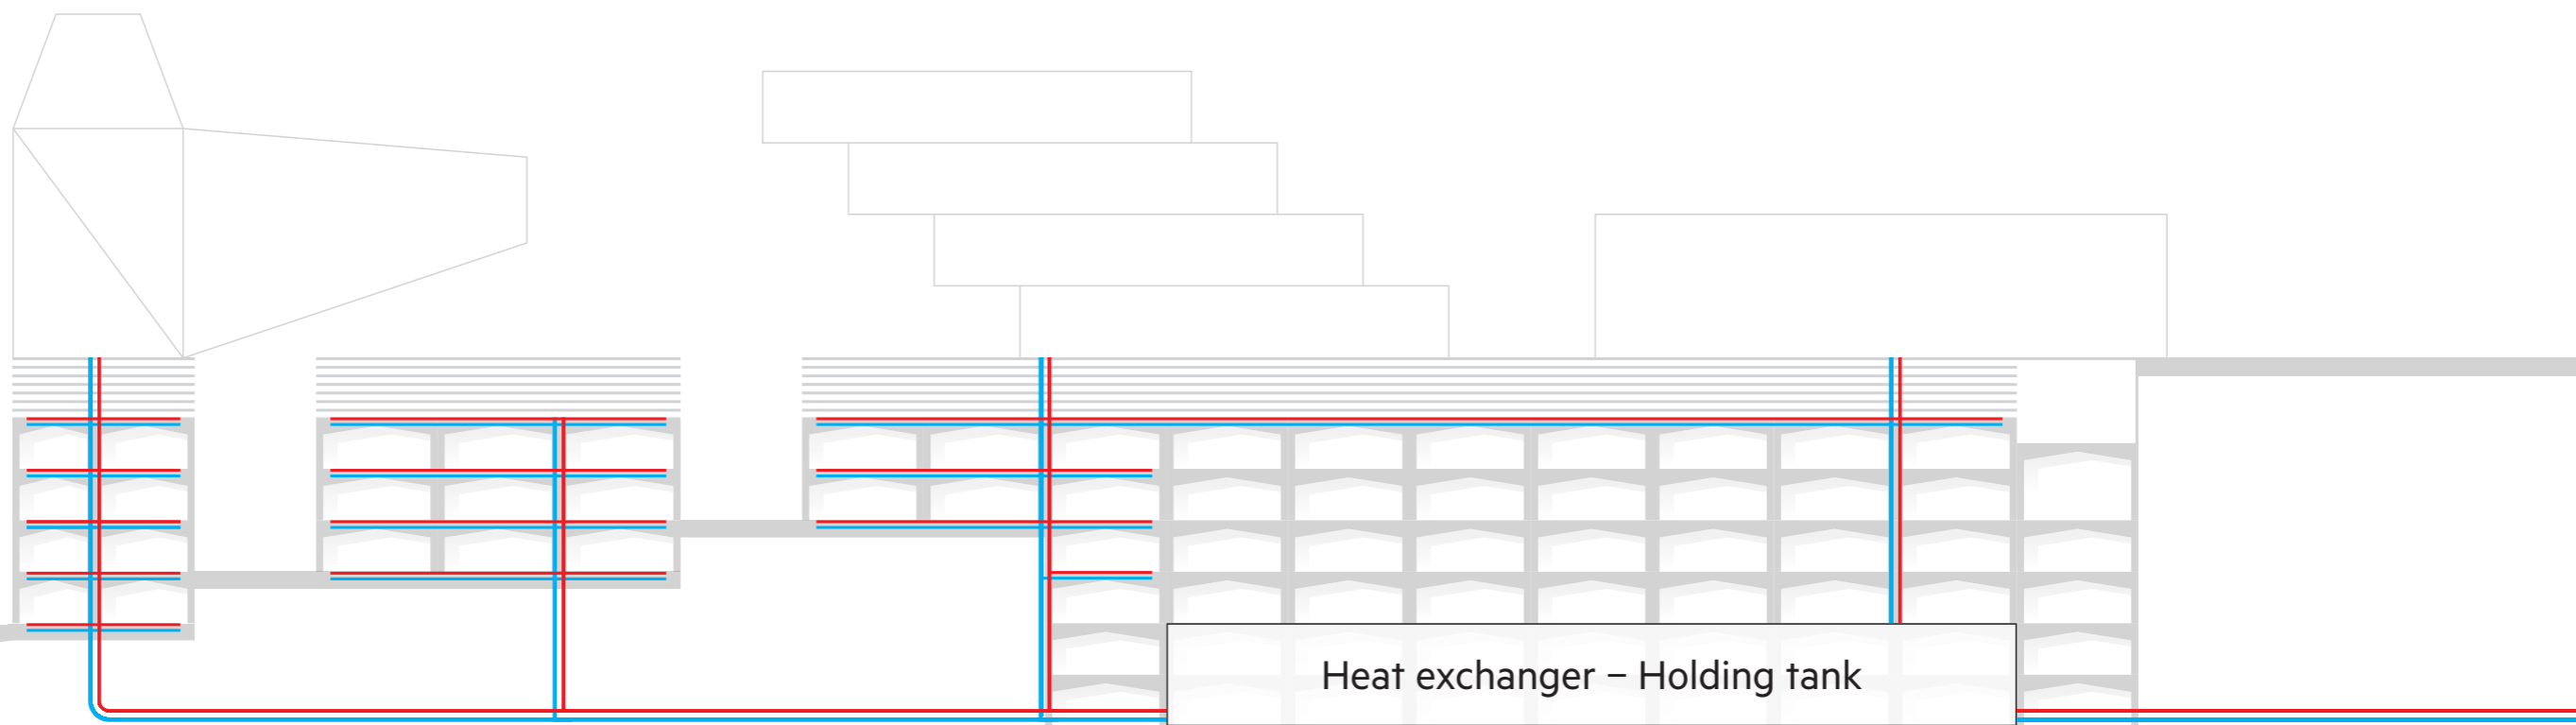 Heat exchanger – Holding tank